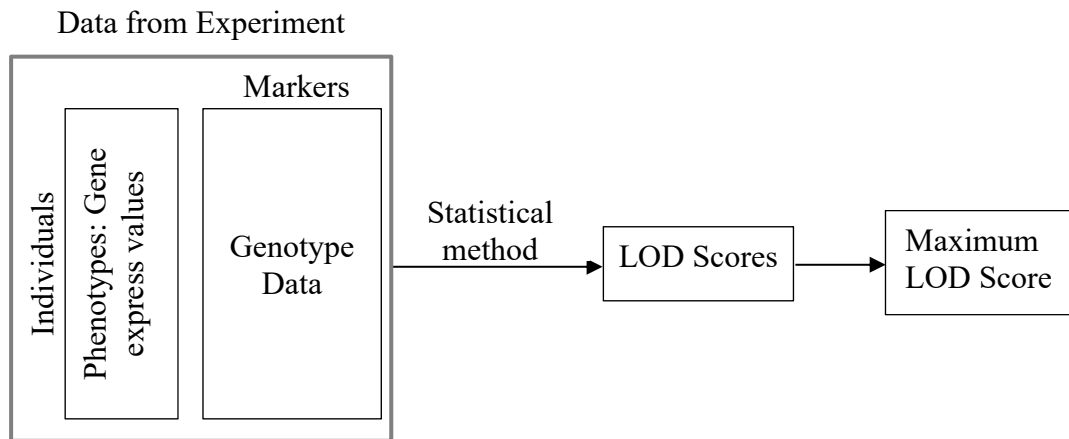 Data from Experiment
Markers
Individuals
Phenotypes: Gene
express values
Genotype
Data
Statistical
method
LOD Scores
Maximum
LOD Score